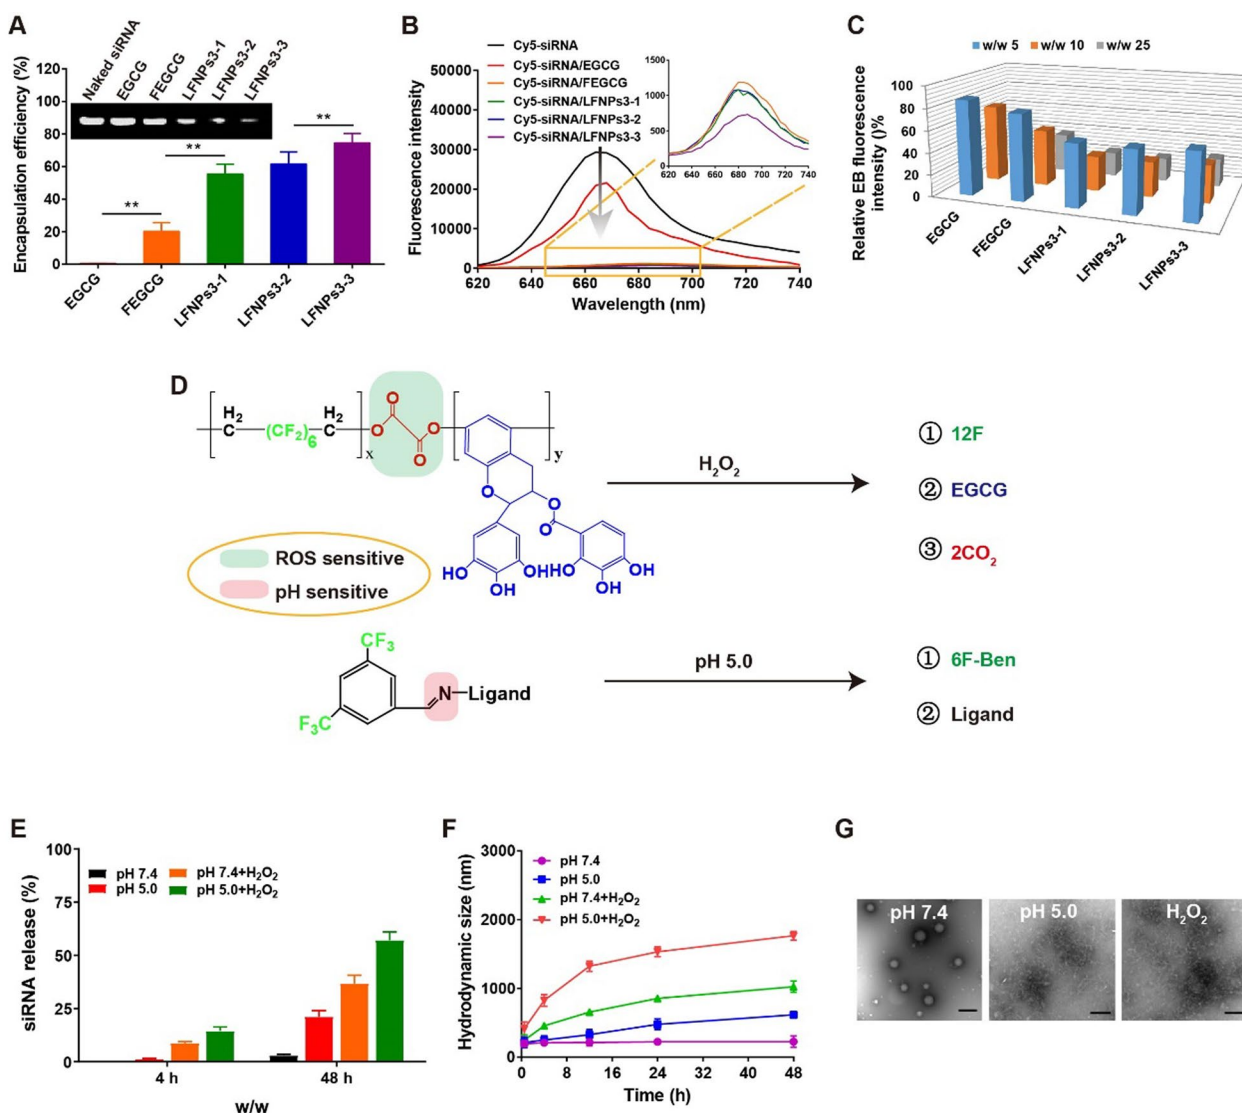 A
Naked siRNA
EGCG
FEGCG
LFNPs3-1
LFNPs3-2
LFNPs3-3
Encapsulation efficiency (%)
120
100
80
60
40
20
0
**
**
**
EGCG
FEGCG
LFNPs3-1
LFNPs3-2
LFNPs3-3
B
Cy5-siRNA
Cy5-siRNA/EGCG
Cy5-siRNA/FEGCG
Cy5-siRNA/LFNPs3-1
Cy5-siRNA/LFNPs3-2
Cy5-siRNA/LFNPs3-3
Fluorescence intensity
50000
40000
30000
20000
10000
0
620 640 660 680 700 720 740
Wavelength (nm)
1500
1000
500
0
620 640 660 680 700 720 740
C
w/w 5 w/w 10 w/w 25
Relative EB fluorescence
intensity ()%
100
80
60
40
20
0
EGCG
FEGCG
LFNPs3-1
LFNPs3-2
LFNPs3-3
D
H₂
C
(CF₂)₆
H₂
C
x
O
O
O
O
y
O
O
O
HO
OH
OH
HO
OH
OH
H₂O₂
① 12F
② EGCG
③ 2CO₂
ROS sensitive
pH sensitive
CF₃
F₃C
N
Ligand
pH 5.0
① 6F-Ben
② Ligand
E
siRNA release (%)
100
75
50
25
0
pH 7.4 pH 7.4+H₂O₂
pH 5.0 pH 5.0+H₂O₂
4 h 48 h
w/w
F
Hydrodynamic size (nm)
3000
2000
1000
0
pH 7.4
pH 5.0
pH 7.4+H₂O₂
pH 5.0+H₂O₂
0 8 16 24 32 40 48
Time (h)
G
pH 7.4
pH 5.0
H₂O₂